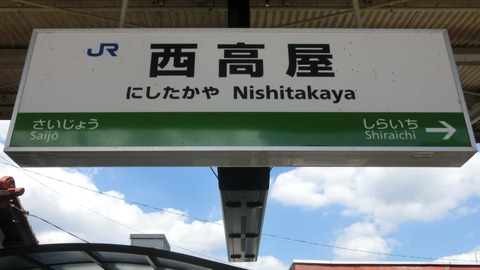 JR 西高屋
にしたかや Nishitakaya
さいじょう しらいち
Saijō Shiraichi